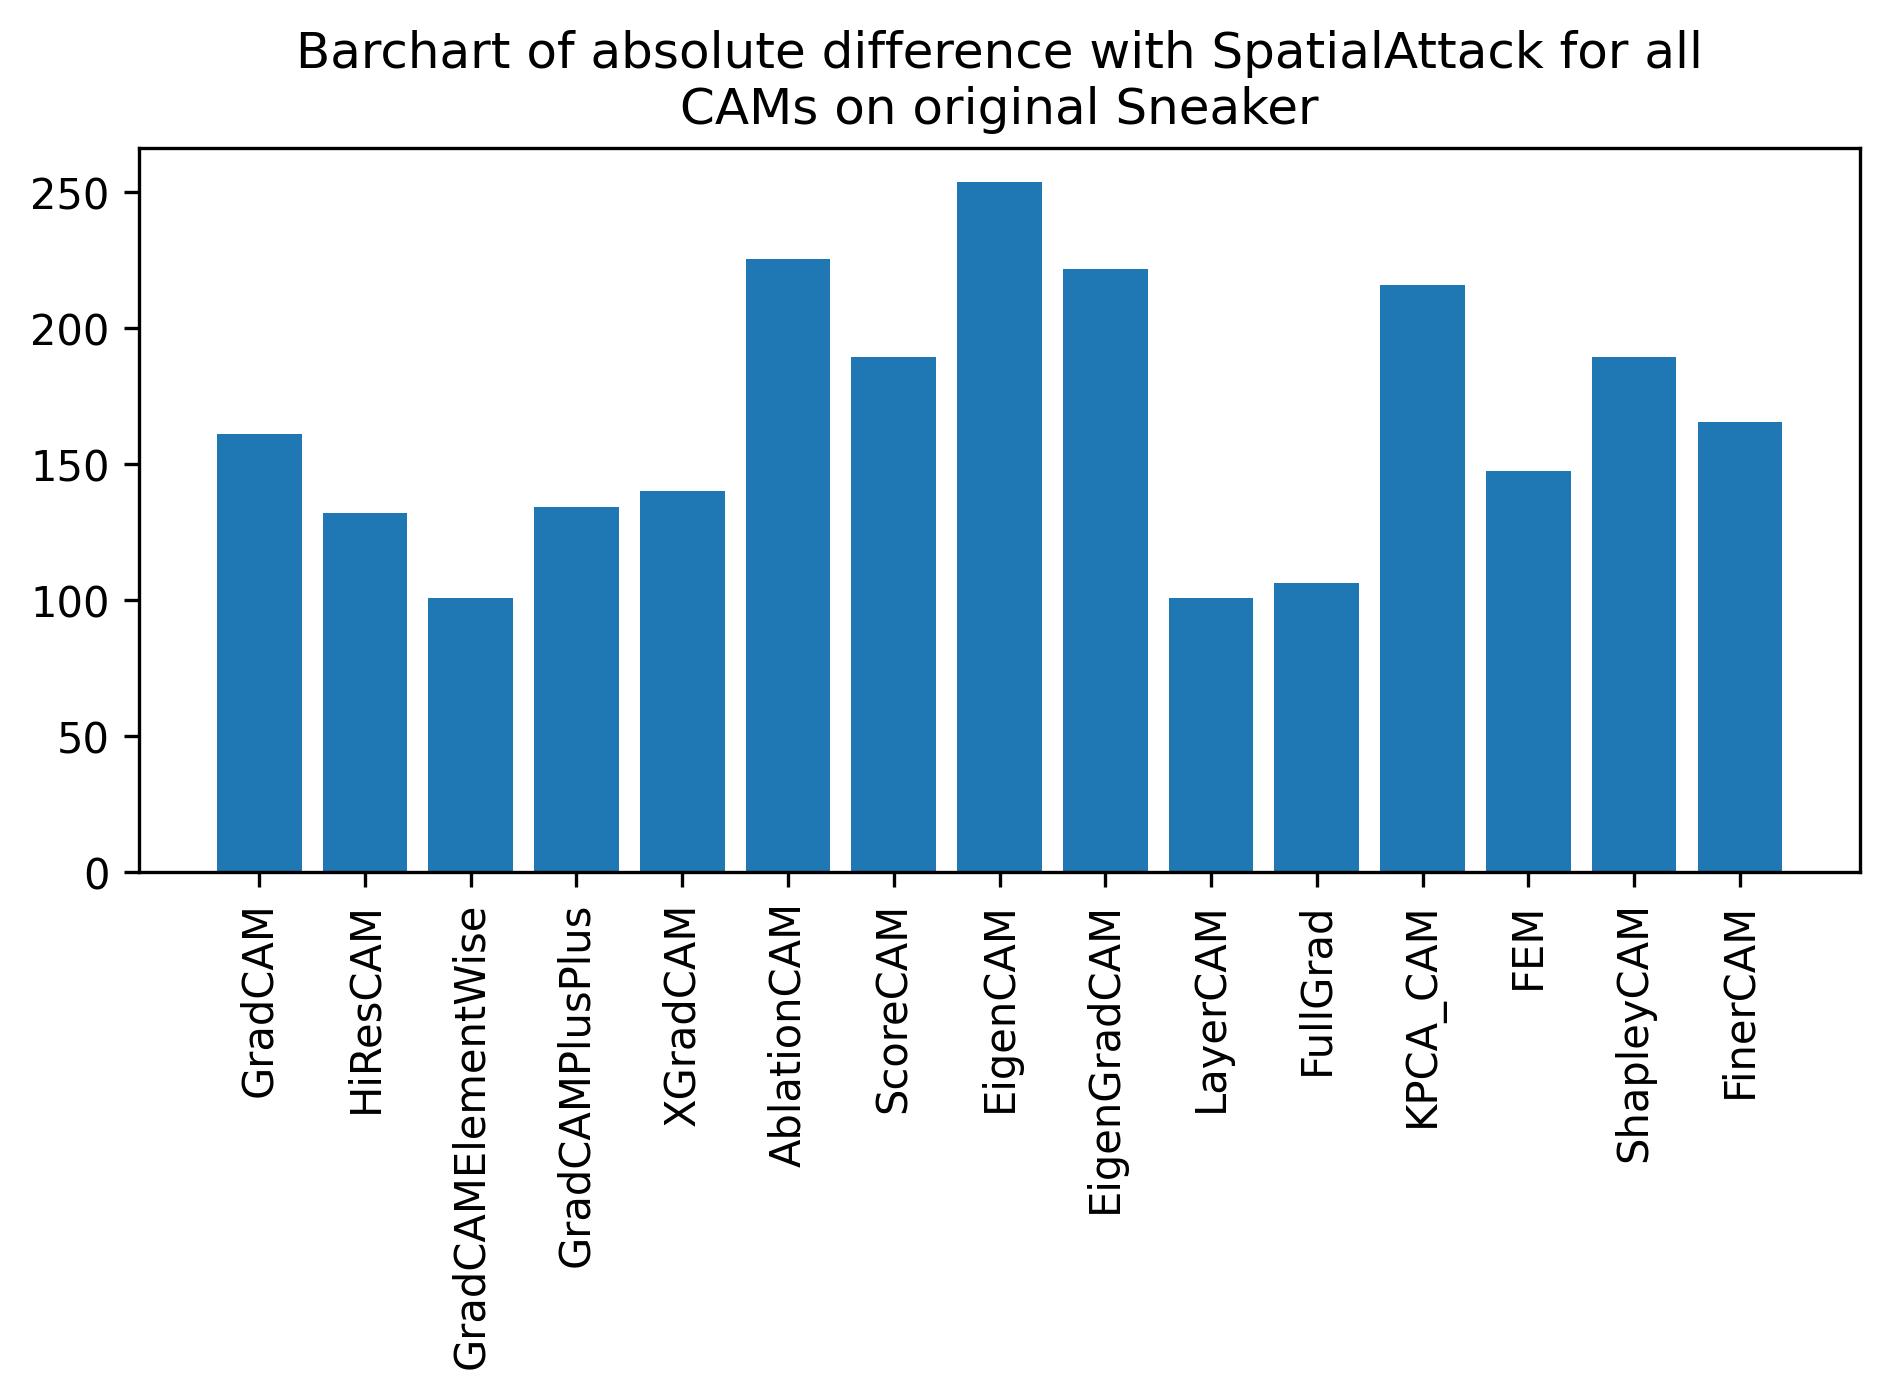 Barchart of absolute difference with SpatialAttack for all
CAMs on original Sneaker
250
200
150
100
50
0
GradCAM
HiResCAM
GradCAMElementWise
GradCAMPlusPlus
XGradCAM
AblationCAM
ScoreCAM
EigenCAM
EigenGradCAM
LayerCAM
FullGrad
KPCA_CAM
FEM
ShapleyCAM
FinerCAM